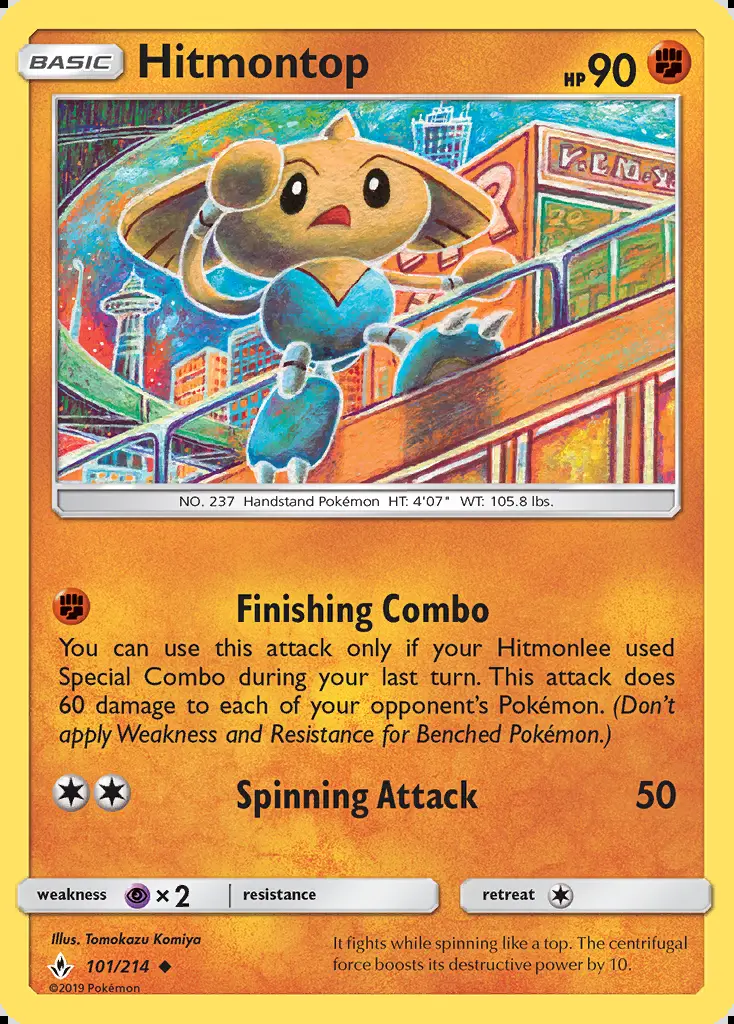 BASIC Hitmontop HP 90
NO. 237 Handstand Pokémon HT: 4'07" WT: 105.8 lbs.
Finishing Combo
You can use this attack only if your Hitmonlee used
Special Combo during your last turn. This attack does
60 damage to each of your opponent's Pokémon. (Don't
apply Weakness and Resistance for Benched Pokémon.)
Spinning Attack 50
weakness ×2 resistance retreat
Illus. Tomokazu Komiya
101/214
©2019 Pokémon
It fights while spinning like a top. The centrifugal
force boosts its destructive power by 10.